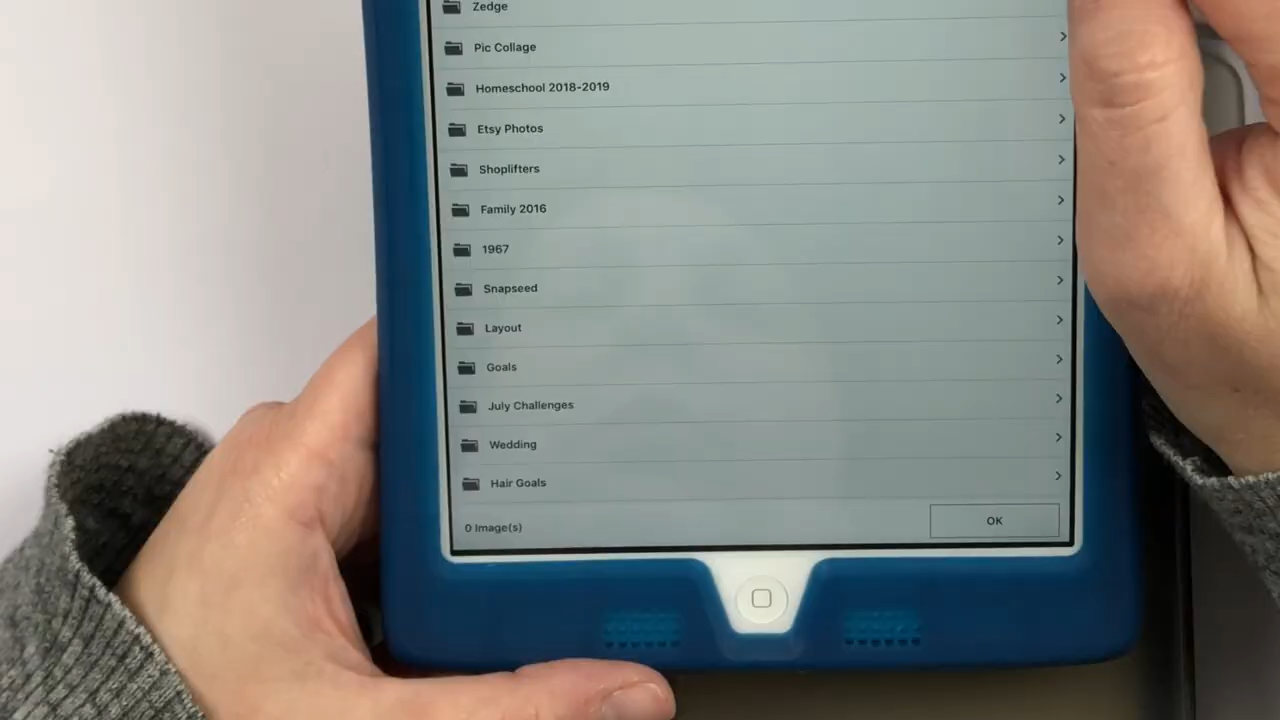 Zedge
Pic Collage
Homeschool 2018-2019
Etsy Photos
Shoplifters
Family 2016
1967
Snapseed
Layout
Goals
July Challenges
Wedding
Hair Goals
0 Image(s)
OK